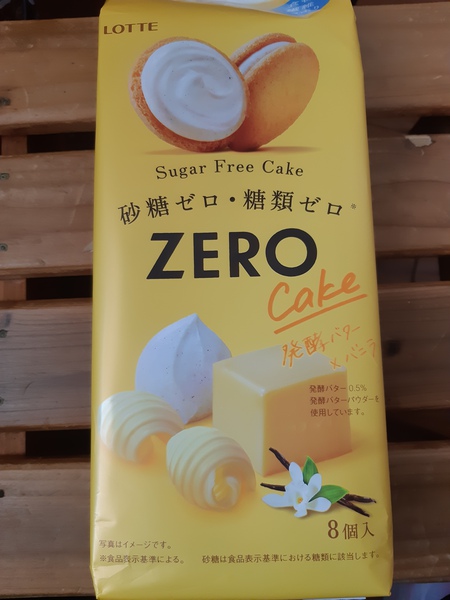 LOTTE
Sugar Free Cake
砂糖ゼロ・糖類ゼロ※
ZERO
Cake
発酵バター
×バニラ
発酵バター0.5%
発酵バターパウダーを
使用しています。
8個入
写真はイメージです。
※食品表示基準による。 砂糖は食品表示基準における糖類に該当します。